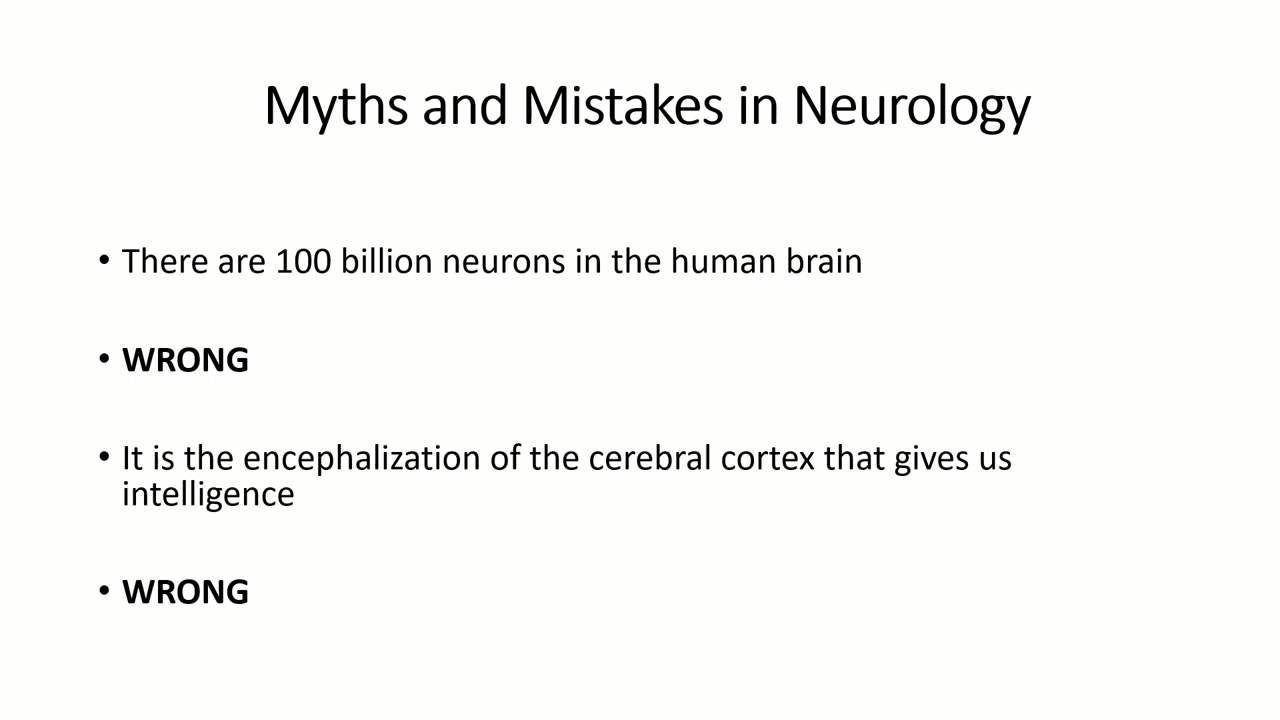 Myths and Mistakes in Neurology
• There are 100 billion neurons in the human brain
• WRONG
• It is the encephalization of the cerebral cortex that gives us
intelligence
• WRONG